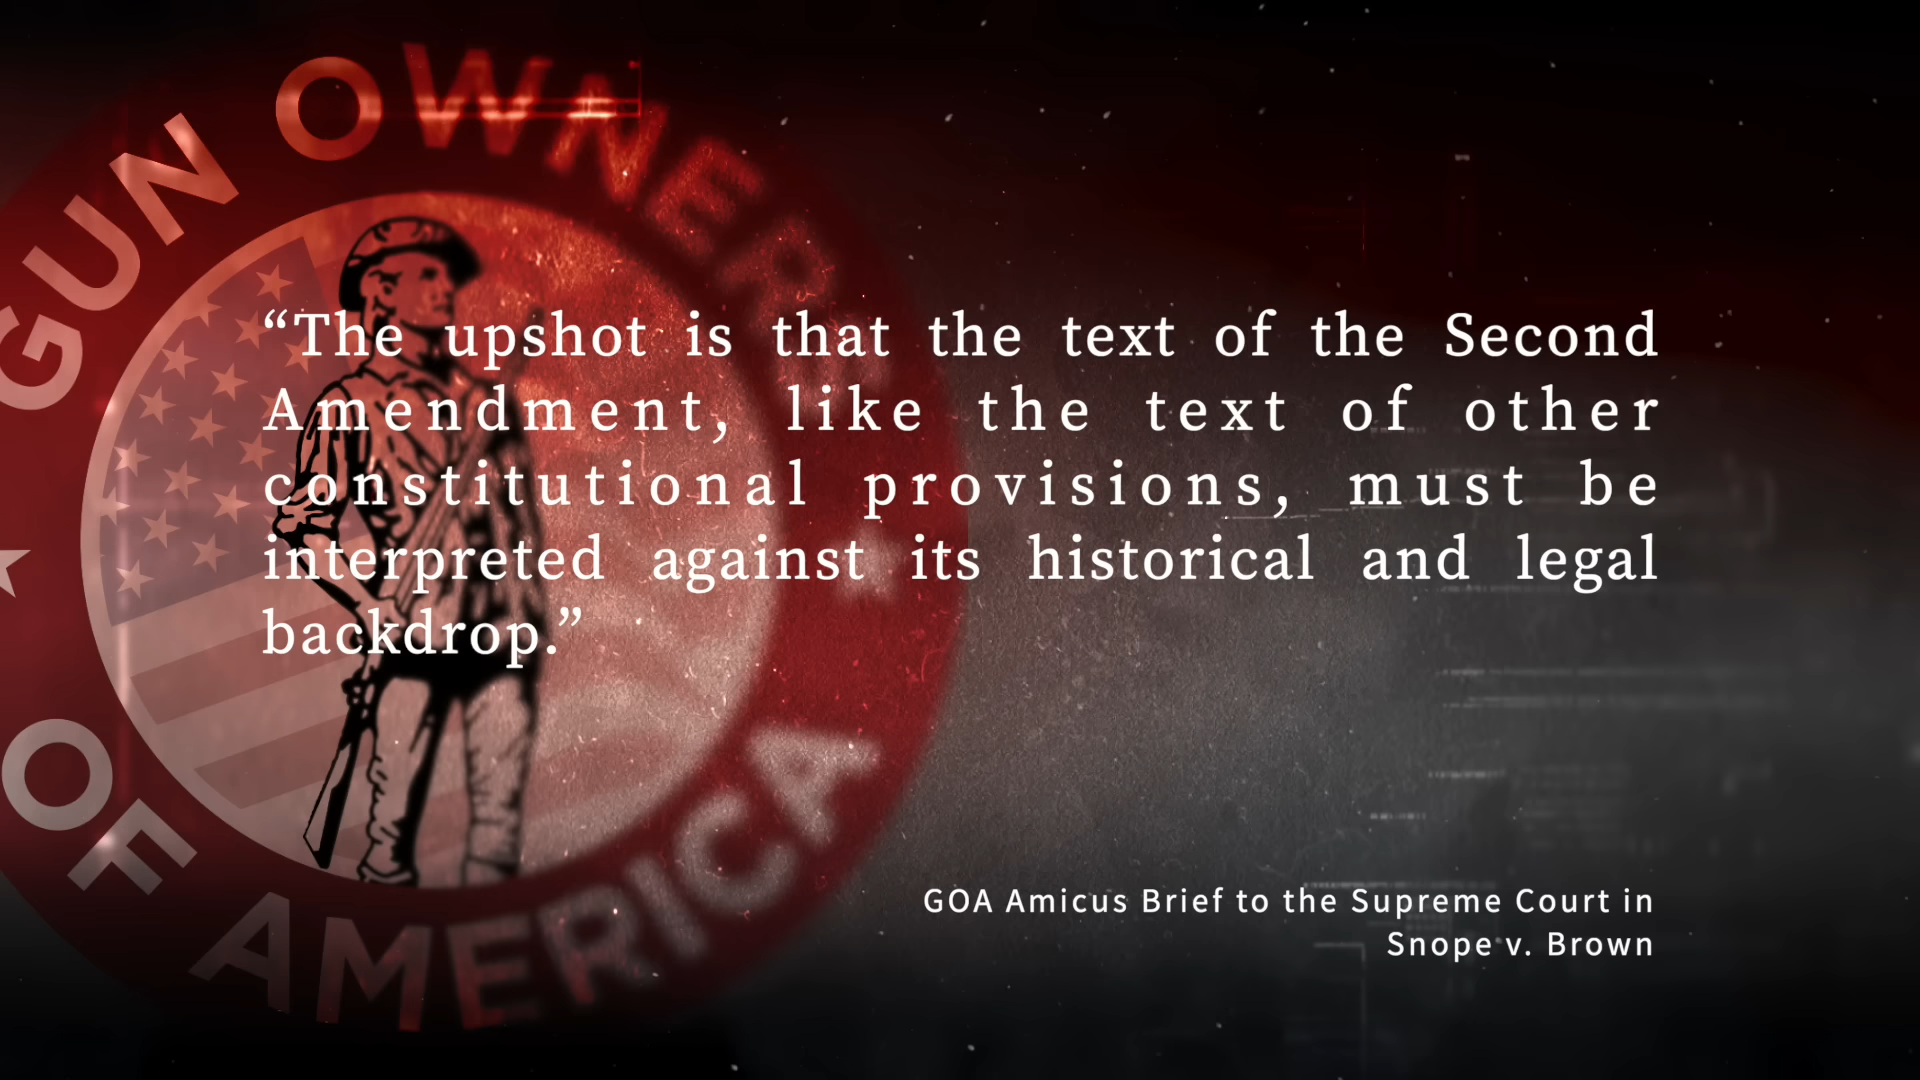 GUN OWNERS
OF AMERICA
“The upshot is that the text of the Second
Amendment, like the text of other
constitutional provisions, must be
interpreted against its historical and legal
backdrop.”
GOA Amicus Brief to the Supreme Court in
Snope v. Brown